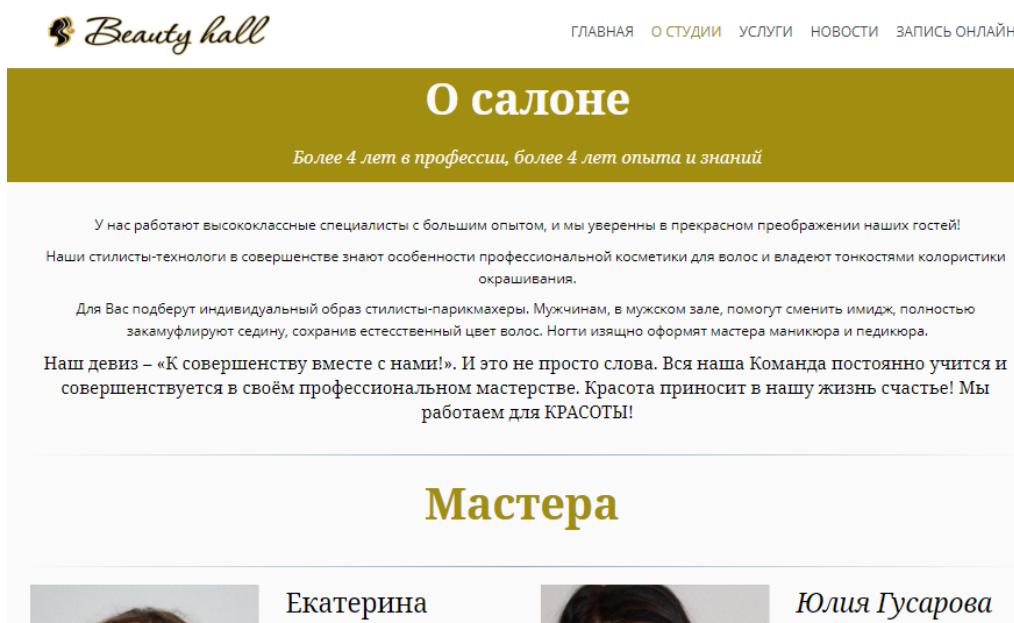 Beauty hall
ГЛАВНАЯ О СТУДИИ УСЛУГИ НОВОСТИ ЗАПИСЬ ОНЛАЙН
О салоне
Более 4 лет в профессии, более 4 лет опыта и знаний
У нас работают высококлассные специалисты с большим опытом, и мы уверенны в прекрасном преображении наших гостей!
Наши стилисты-технологи в совершенстве знают особенности профессиональной косметики для волос и владеют тонкостями колористики
окрашивания.
Для Вас подберут индивидуальный образ стилисты-парикмахеры. Мужчинам, в мужском зале, помогут сменить имидж, полностью
закамуфлируют седину, сохранив естесственный цвет волос. Ногти изящно оформят мастера маникюра и педикюра.
Наш девиз – «К совершенству вместе с нами!». И это не просто слова. Вся наша Команда постоянно учится и
совершенствуется в своём профессиональном мастерстве. Красота приносит в нашу жизнь счастье! Мы
работаем для КРАСОТЫ!
Мастера
Екатерина
Юлия Гусарова